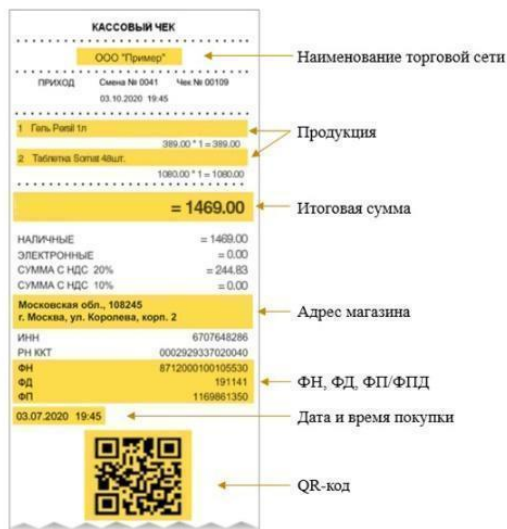 КАССОВЫЙ ЧЕК
ООО "Пример"
Наименование торговой сети
ПРИХОД Смена № 0041 Чек № 00109
03.10.2020 19:45
1 Гель Persil 1л
Продукция
389.00 * 1 = 389.00
2 Таблетка Somat 48шт.
1080.00 * 1 = 1080.00
= 1469.00
Итоговая сумма
НАЛИЧНЫЕ = 1469.00
ЭЛЕКТРОННЫЕ = 0.00
СУММА С НДС 20% = 244.83
СУММА С НДС 10% = 0.00
Московская обл., 108245
г. Москва, ул. Королева, корп. 2
Адрес магазина
ИНН 6707648286
РН ККТ 0002929337020040
ФН 8712000100105530
ФД 191141
ФН, ФД, ФП/ФПД
ФП 1169861350
03.07.2020 19:45
Дата и время покупки
QR-код